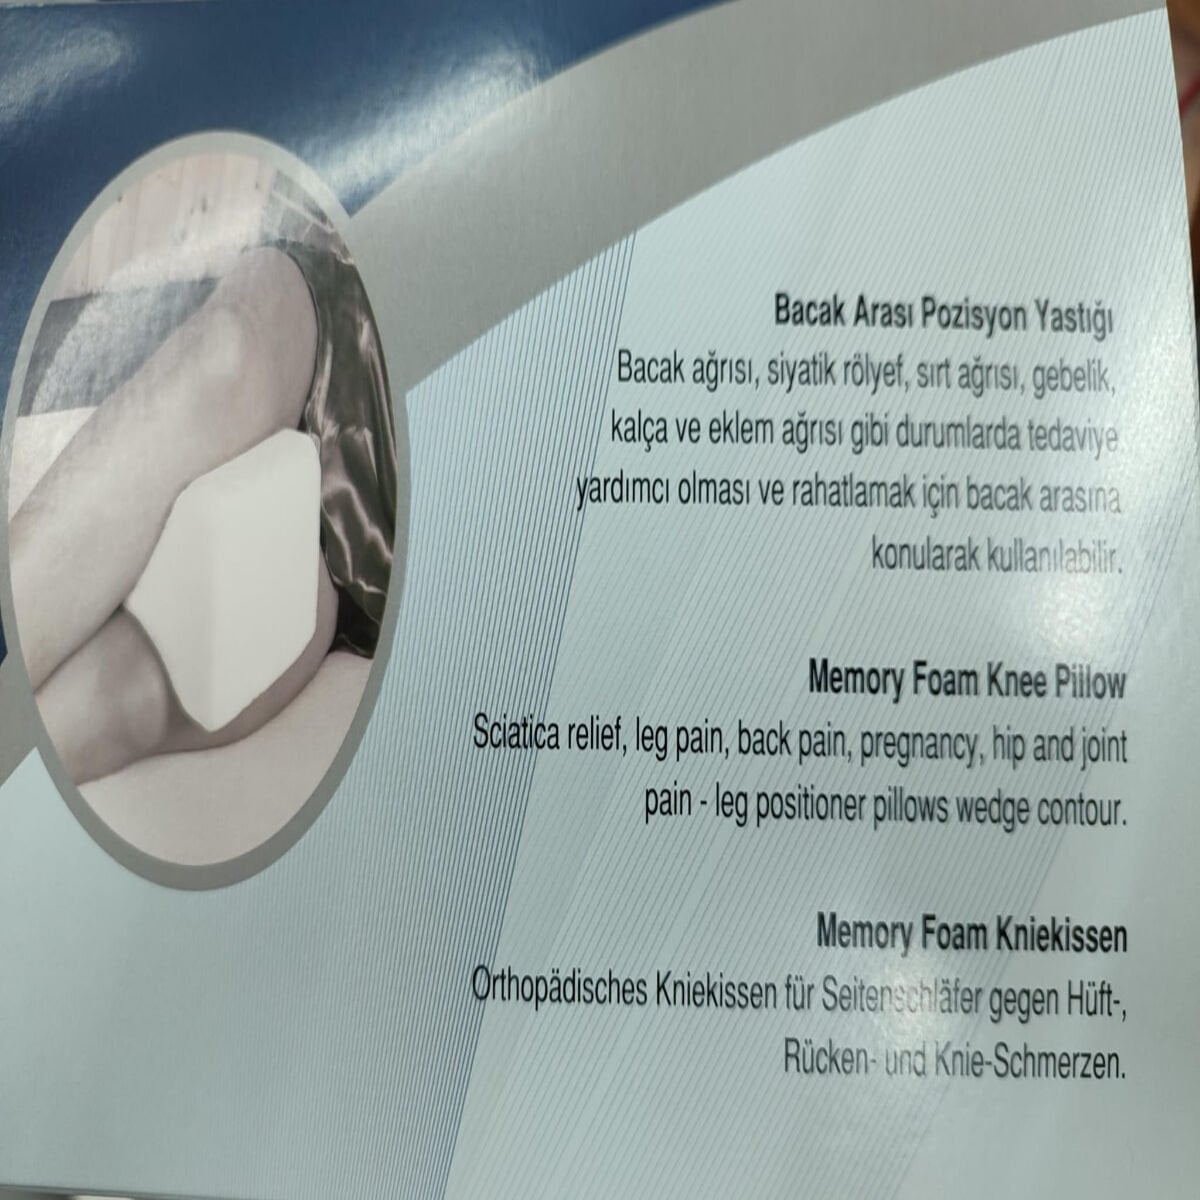 Bacak Arası Pozisyon Yastığı
Bacak ağrısı, siyatik rölyef, sırt ağrısı, gebelik,
kalça ve eklem ağrısı gibi durumlarda tedaviye
yardımcı olması ve rahatlamak için bacak arasına
konularak kullanılabilir.
Memory Foam Knee Pillow
Sciatica relief, leg pain, back pain, pregnancy, hip and joint
pain - leg positioner pillows wedge contour.
Memory Foam Kniekissen
Orthopädisches Kniekissen für Seitenschläfer gegen Hüft-,
Rücken- und Knie-Schmerzen.